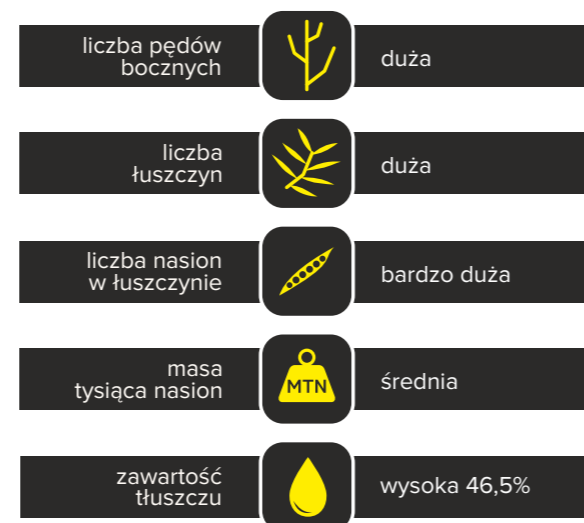 liczba pędów
bocznych
duża
liczba
łuszczyn
duża
liczba nasion
w łuszczynie
bardzo duża
masa
tysiąca nasion
MTN
średnia
zawartość
tłuszczu
wysoka 46,5%